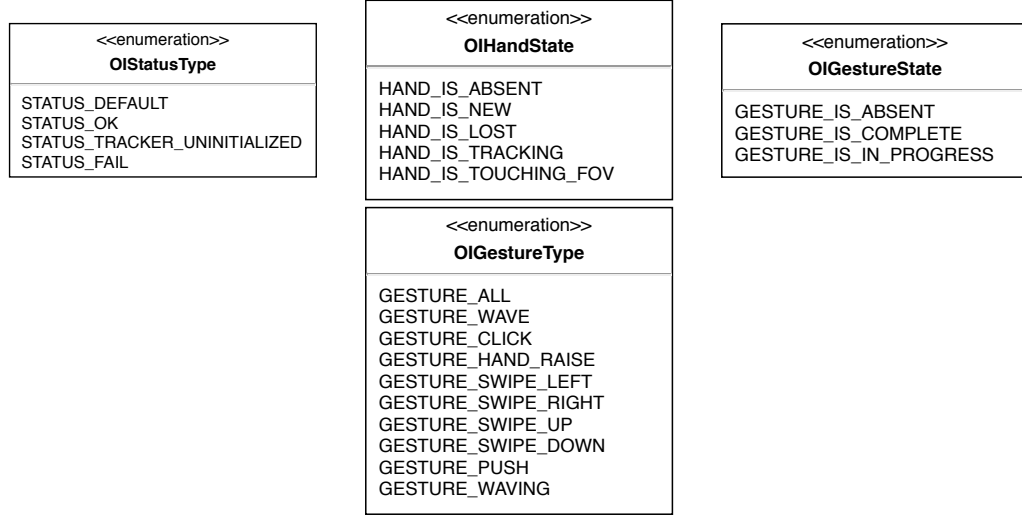 <<enumeration>>
OIStatusType
STATUS_DEFAULT
STATUS_OK
STATUS_TRACKER_UNINITIALIZED
STATUS_FAIL
<<enumeration>>
OIHandState
HAND_IS_ABSENT
HAND_IS_NEW
HAND_IS_LOST
HAND_IS_TRACKING
HAND_IS_TOUCHING_FOV
<<enumeration>>
OIGestureState
GESTURE_IS_ABSENT
GESTURE_IS_COMPLETE
GESTURE_IS_IN_PROGRESS
<<enumeration>>
OIGestureType
GESTURE_ALL
GESTURE_WAVE
GESTURE_CLICK
GESTURE_HAND_RAISE
GESTURE_SWIPE_LEFT
GESTURE_SWIPE_RIGHT
GESTURE_SWIPE_UP
GESTURE_SWIPE_DOWN
GESTURE_PUSH
GESTURE_WAVING